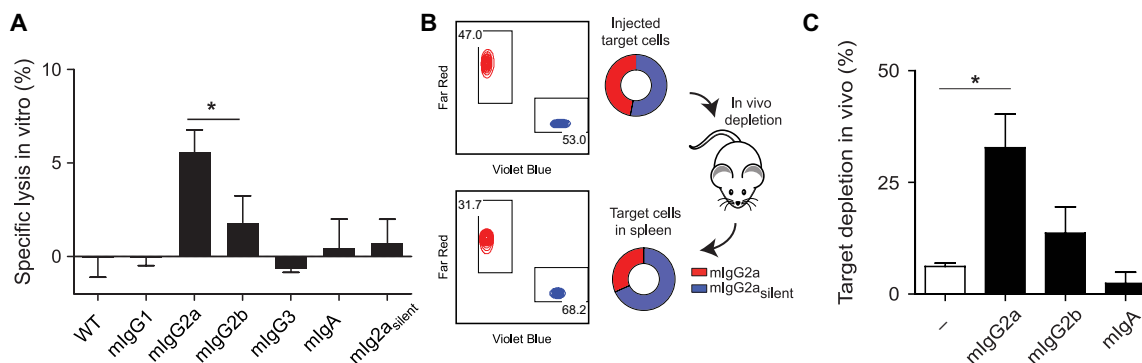 A
Specific lysis in vitro (%)
10
5
0
*
WT
mIgG1
mIgG2a
mIgG2b
mIgG3
mIgA
mIg2asilent
B
47.0
Far Red
53.0
Violet Blue
Injected
target cells
In vivo
depletion
31.7
Far Red
68.2
Violet Blue
Target cells
in spleen
mIgG2a
mIgG2asilent
C
Target depletion in vivo (%)
50
25
0
*
–
mIgG2a
mIgG2b
mIgA